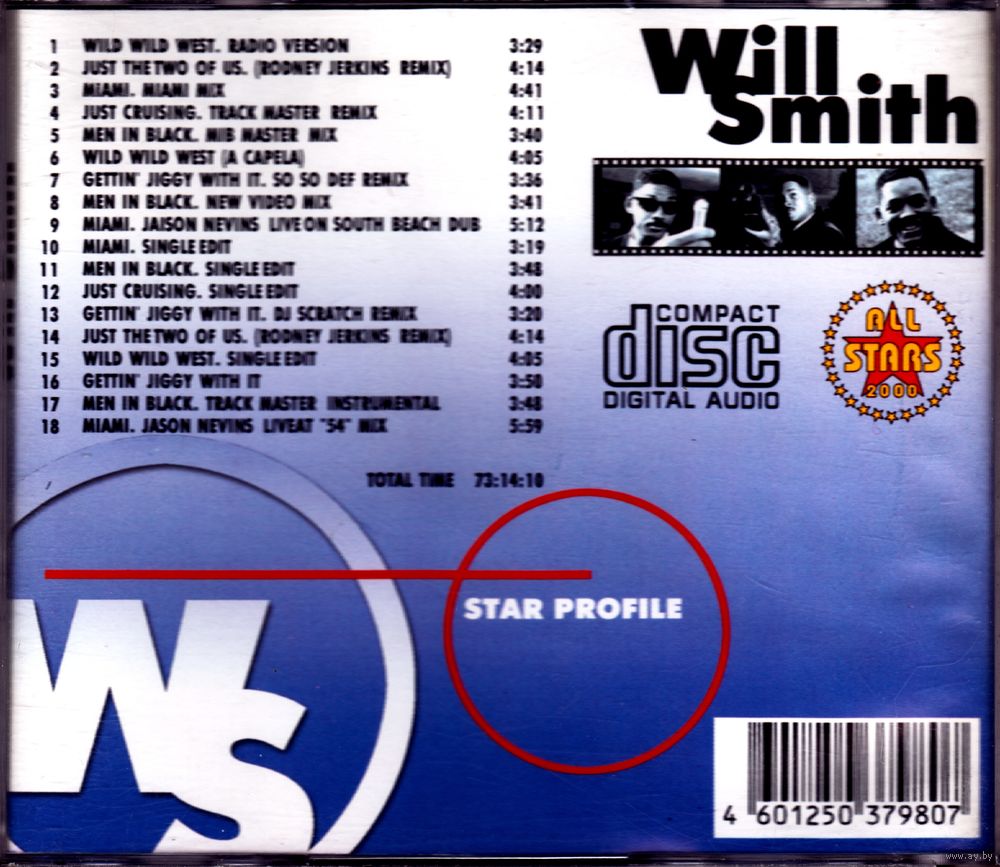 1 WILD WILD WEST. RADIO VERSION 3:29
2 JUST THE TWO OF US. (RODNEY JERKINS REMIX) 4:14
3 MIAMI. MIAMI MIX 4:41
4 JUST CRUISING. TRACK MASTER REMIX 4:11
5 MEN IN BLACK. MIB MASTER MIX 3:40
6 WILD WILD WEST (A CAPELA) 4:05
7 GETTIN' JIGGY WITH IT. SO SO DEF REMIX 3:36
8 MEN IN BLACK. NEW VIDEO MIX 3:41
9 MIAMI. JAISON NEVINS LIVE ON SOUTH BEACH DUB 5:12
10 MIAMI. SINGLE EDIT 3:19
11 MEN IN BLACK. SINGLE EDIT 3:48
12 JUST CRUISING. SINGLE EDIT 4:00
13 GETTIN' JIGGY WITH IT. DJ SCRATCH REMIX 3:20
14 JUST THE TWO OF US. (RODNEY JERKINS REMIX) 4:14
15 WILD WILD WEST. SINGLE EDIT 4:05
16 GETTIN' JIGGY WITH IT 3:50
17 MEN IN BLACK. TRACK MASTER INSTRUMENTAL 3:48
18 MIAMI. JASON NEVINS LIVEAT "54" MIX 5:59
TOTAL TIME 73:14:10
Will
Smith
COMPACT
disc
DIGITAL AUDIO
ALL
STARS
2000
STAR PROFILE
WS
4 601250 379807
www.ay.by